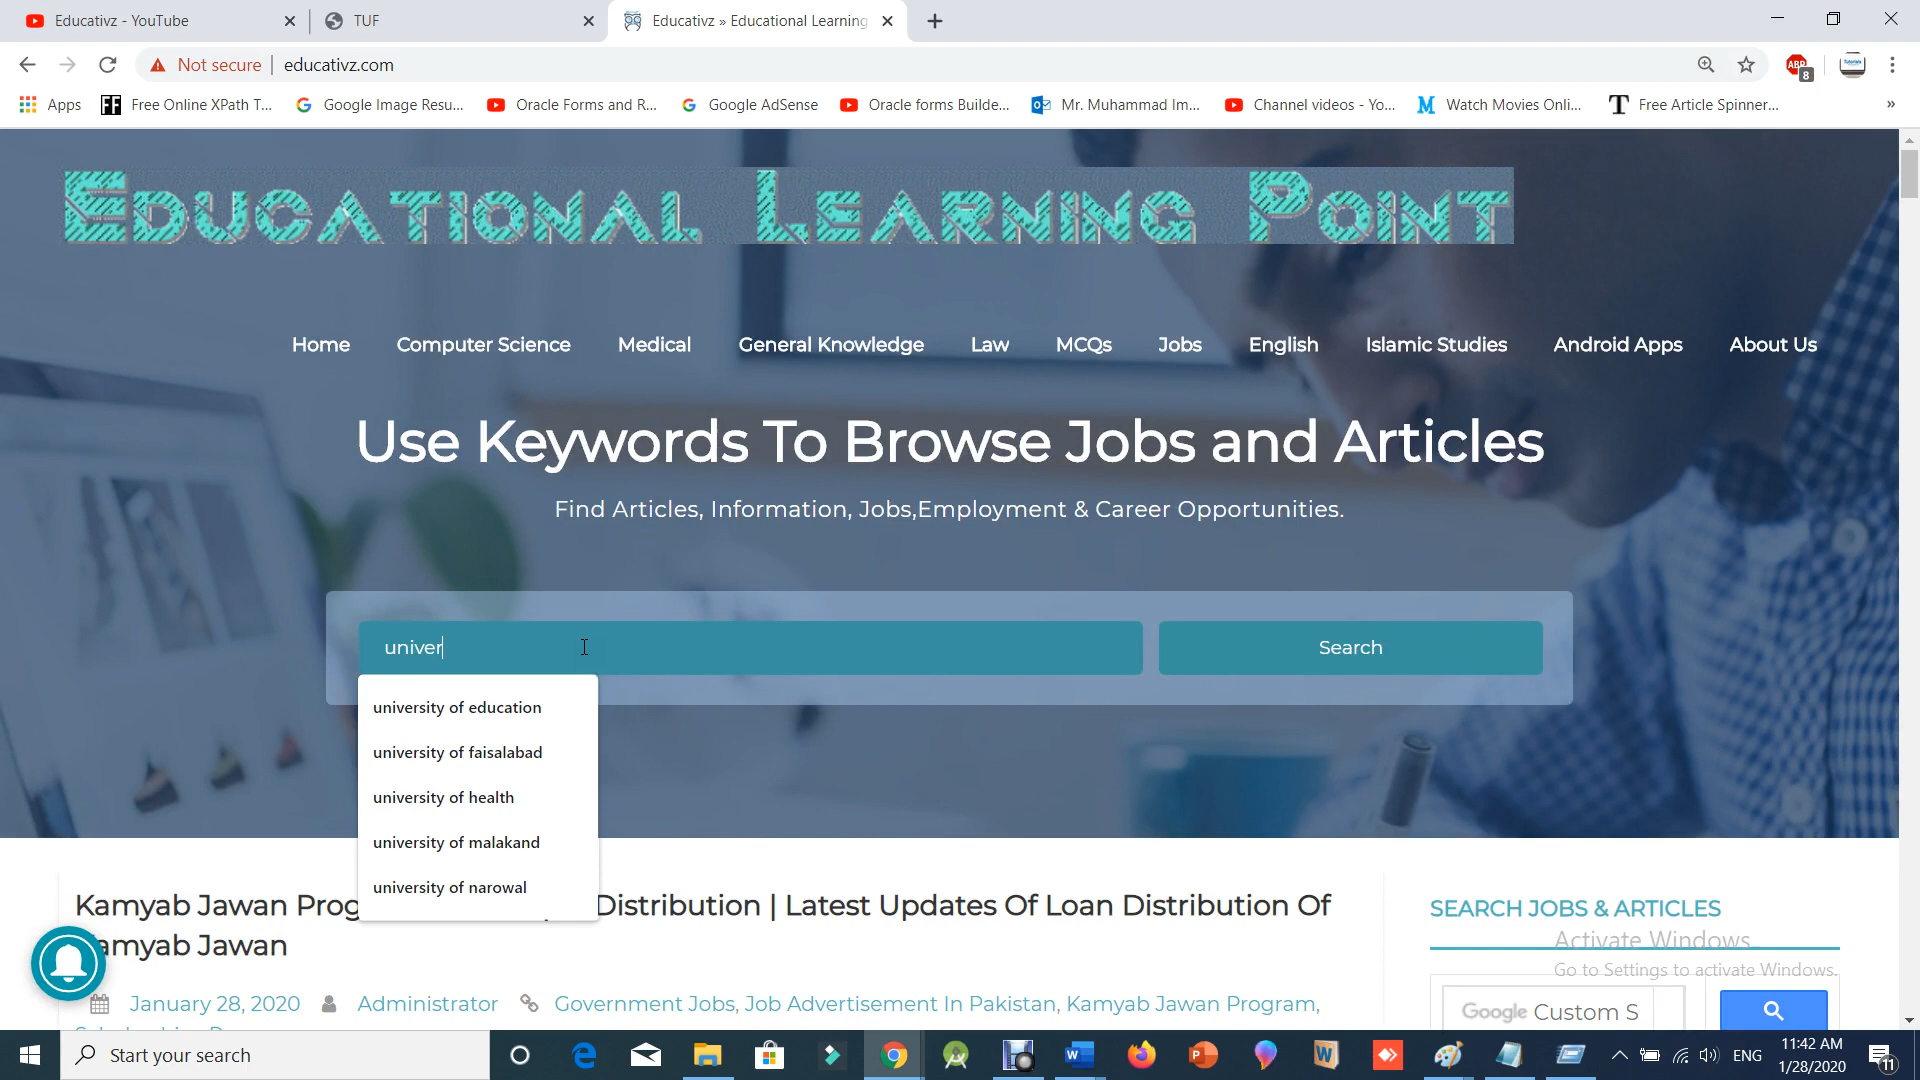 Educativz - YouTube
TUF
Educativz » Educational Learning
Not secure
educativz.com
ABP
8
Apps
Free Online XPath T...
Google Image Resu...
Oracle Forms and R...
Google AdSense
Oracle forms Builde...
Mr. Muhammad Im...
Channel videos - Yo...
Watch Movies Onli...
Free Article Spinner...
»
Educational Learning Point
Home
Computer Science
Medical
General Knowledge
Law
MCQs
Jobs
English
Islamic Studies
Android Apps
About Us
Use Keywords To Browse Jobs and Articles
Find Articles, Information, Jobs,Employment & Career Opportunities.
univer
Search
university of education
university of faisalabad
university of health
university of malakand
university of narowal
Kamyab Jawan Prog Distribution | Latest Updates Of Loan Distribution Of
amyab Jawan
January 28, 2020
Administrator
Government Jobs, Job Advertisement In Pakistan, Kamyab Jawan Program,
SEARCH JOBS & ARTICLES
Activate Windows
Go to Settings to activate Windows.
Google Custom S
Start your search
ENG
11:42 AM
1/28/2020
11